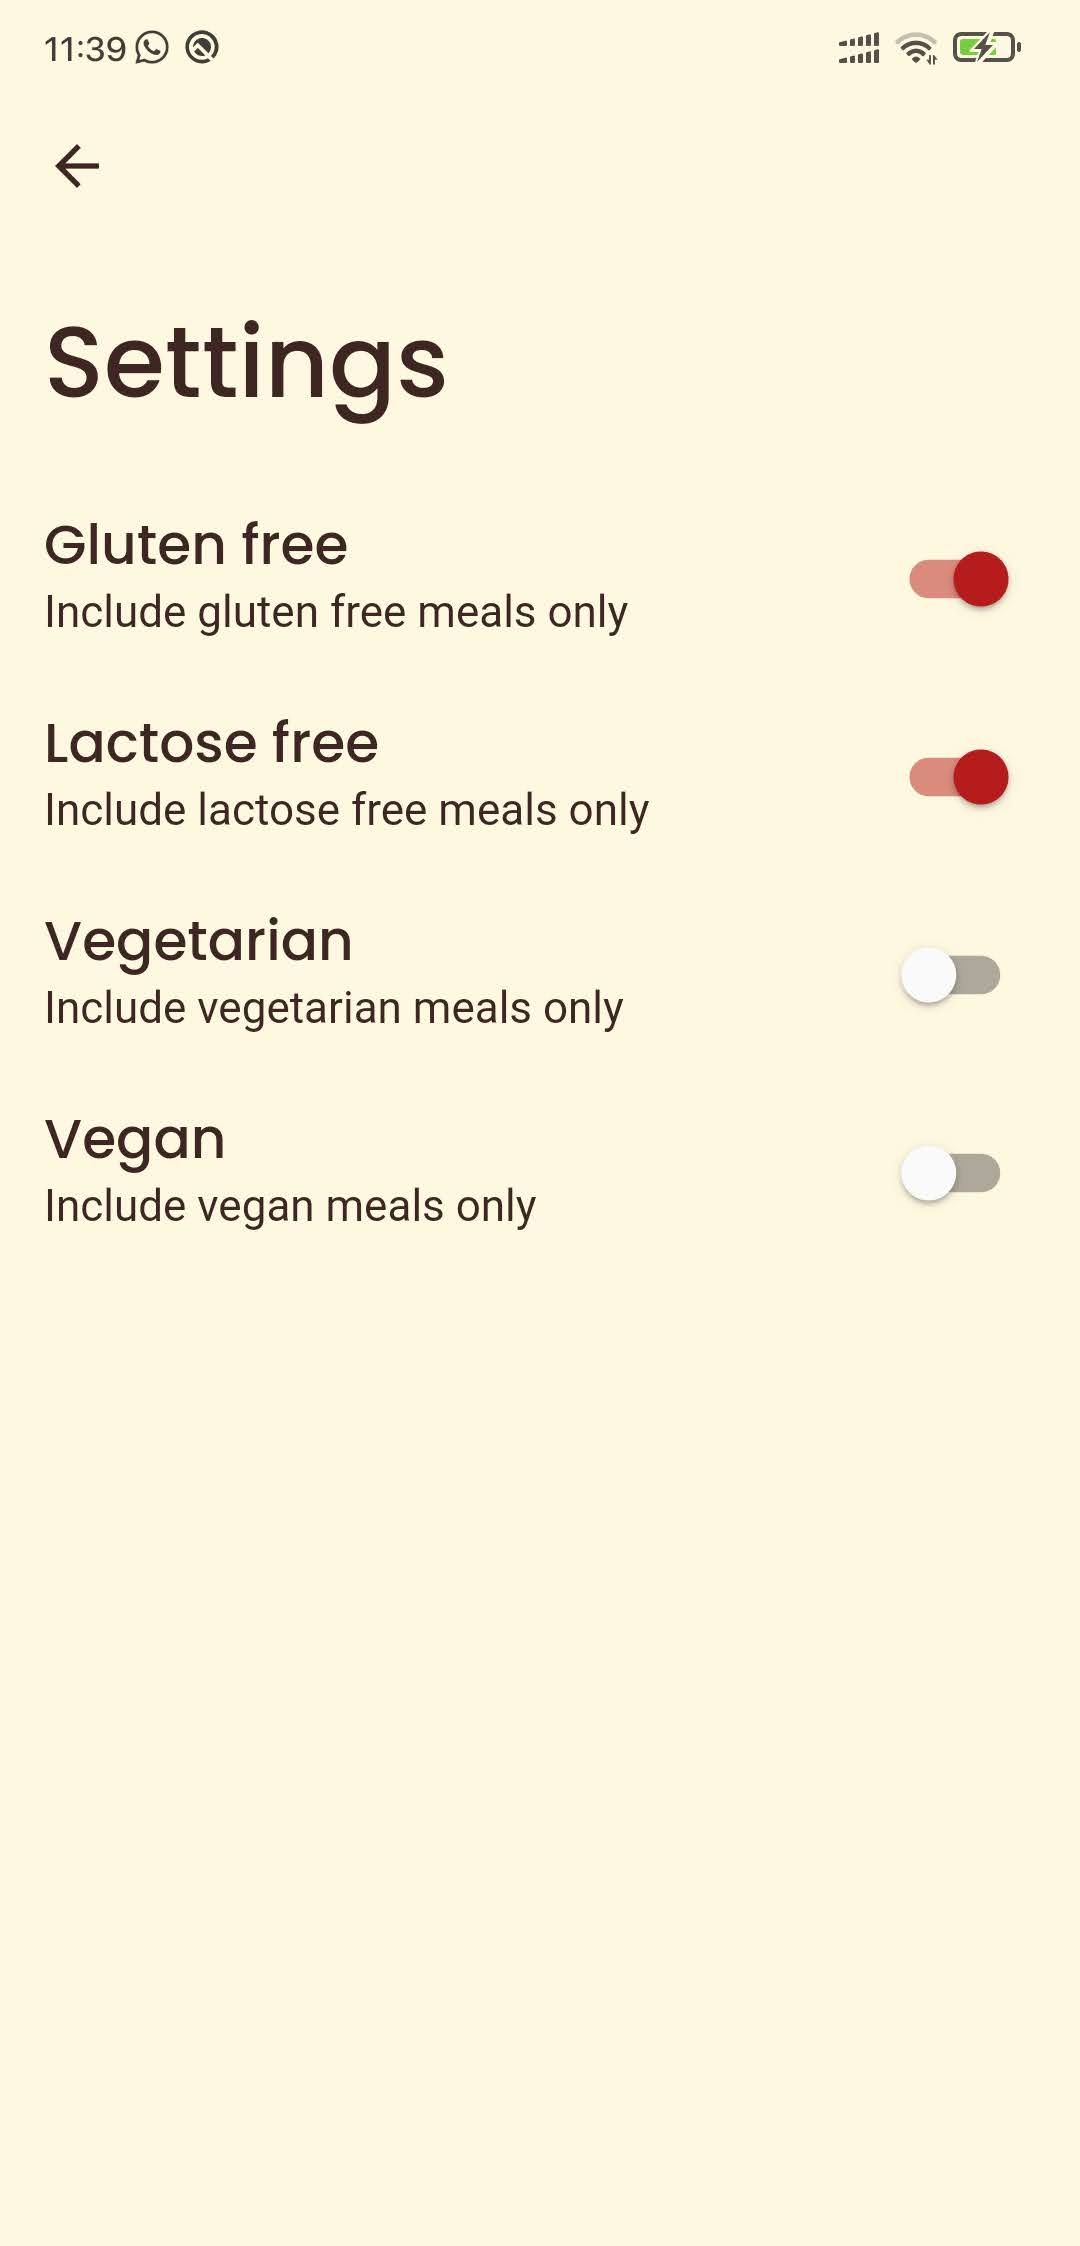 11:39
Settings
Gluten free
Include gluten free meals only
Lactose free
Include lactose free meals only
Vegetarian
Include vegetarian meals only
Vegan
Include vegan meals only